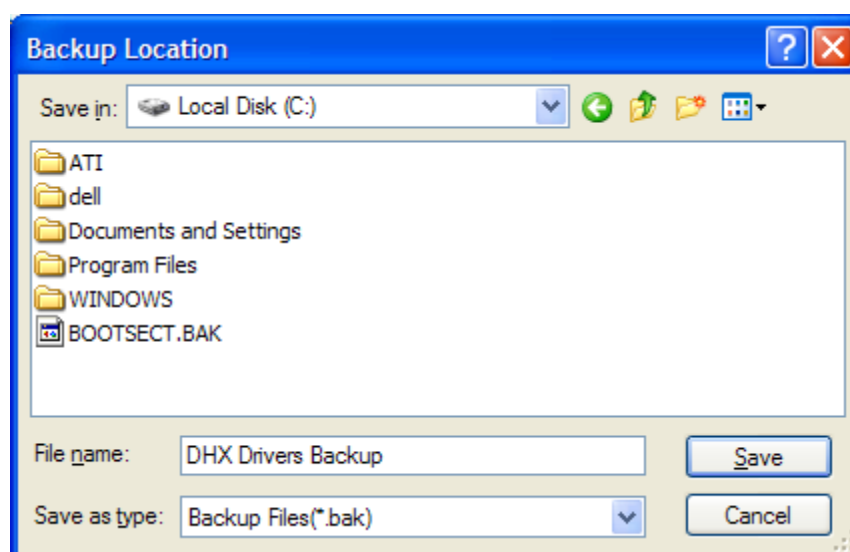 Backup Location
Save in: Local Disk (C:)
ATI
dell
Documents and Settings
Program Files
WINDOWS
BOOTSECT.BAK
File name: DHX Drivers Backup Save
Save as type: Backup Files(*.bak) Cancel